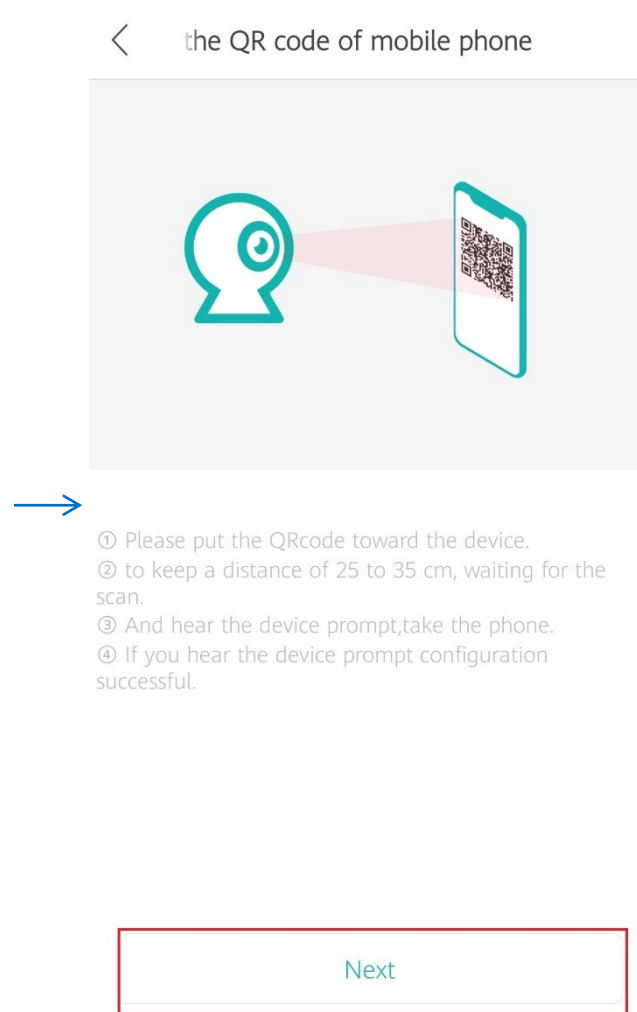 the QR code of mobile phone
① Please put the QRcode toward the device.
② to keep a distance of 25 to 35 cm, waiting for the
scan.
③ And hear the device prompt,take the phone.
④ If you hear the device prompt configuration
successful.
Next